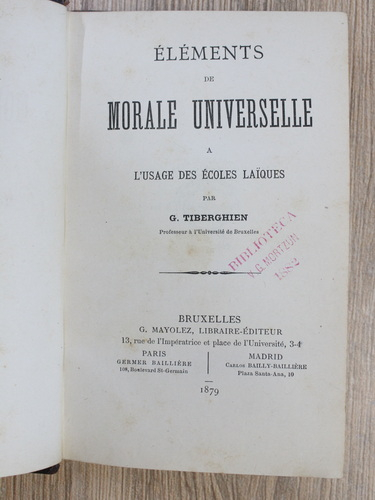 ÉLÉMENTS
DE
MORALE UNIVERSELLE
A
L'USAGE DES ÉCOLES LAÏQUES
PAR
G. TIBERGHIEN
Professeur à l'Université de Bruxelles
BIBLIOTECA
MORTZUN
1882
BRUXELLES
G. MAYOLEZ, LIBRAIRE-ÉDITEUR
13, rue de l'Impératrice et place de l'Université, 3-4
PARIS
GERMER BAILLIÈRE
108, Boulevard St-Germain
MADRID
CARLOS BAILLY-BAILLIÈRE
Plaza Santa-Ana, 10
1879